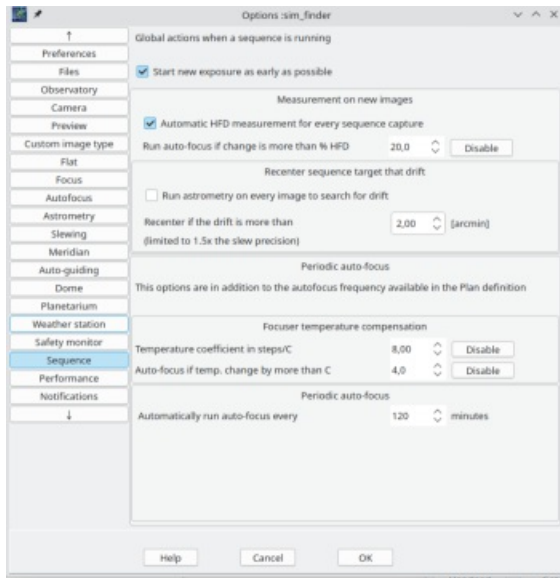 Options :sim_finder
↑
Preferences
Files
Observatory
Camera
Preview
Custom image type
Flat
Focus
Autofocus
Astrometry
Slewing
Meridian
Auto-guiding
Dome
Planetarium
Weather station
Safety monitor
Sequence
Performance
Notifications
↓
Global actions when a sequence is running
Start new exposure as early as possible
Measurement on new images
Automatic HFD measurement for every sequence capture
Run auto-focus if change is more than % HFD 20,0 Disable
Recenter sequence target that drift
Run astrometry on every image to search for drift
Recenter if the drift is more than 2,00 [arcmin]
(limited to 1.5x the slew precision)
Periodic auto-focus
This options are in addition to the autofocus frequency available in the Plan definition
Focuser temperature compensation
Temperature coefficient in steps/C 8,00 Disable
Auto-focus if temp. change by more than C 4,0 Disable
Periodic auto-focus
Automatically run auto-focus every 120 minutes
Help Cancel OK